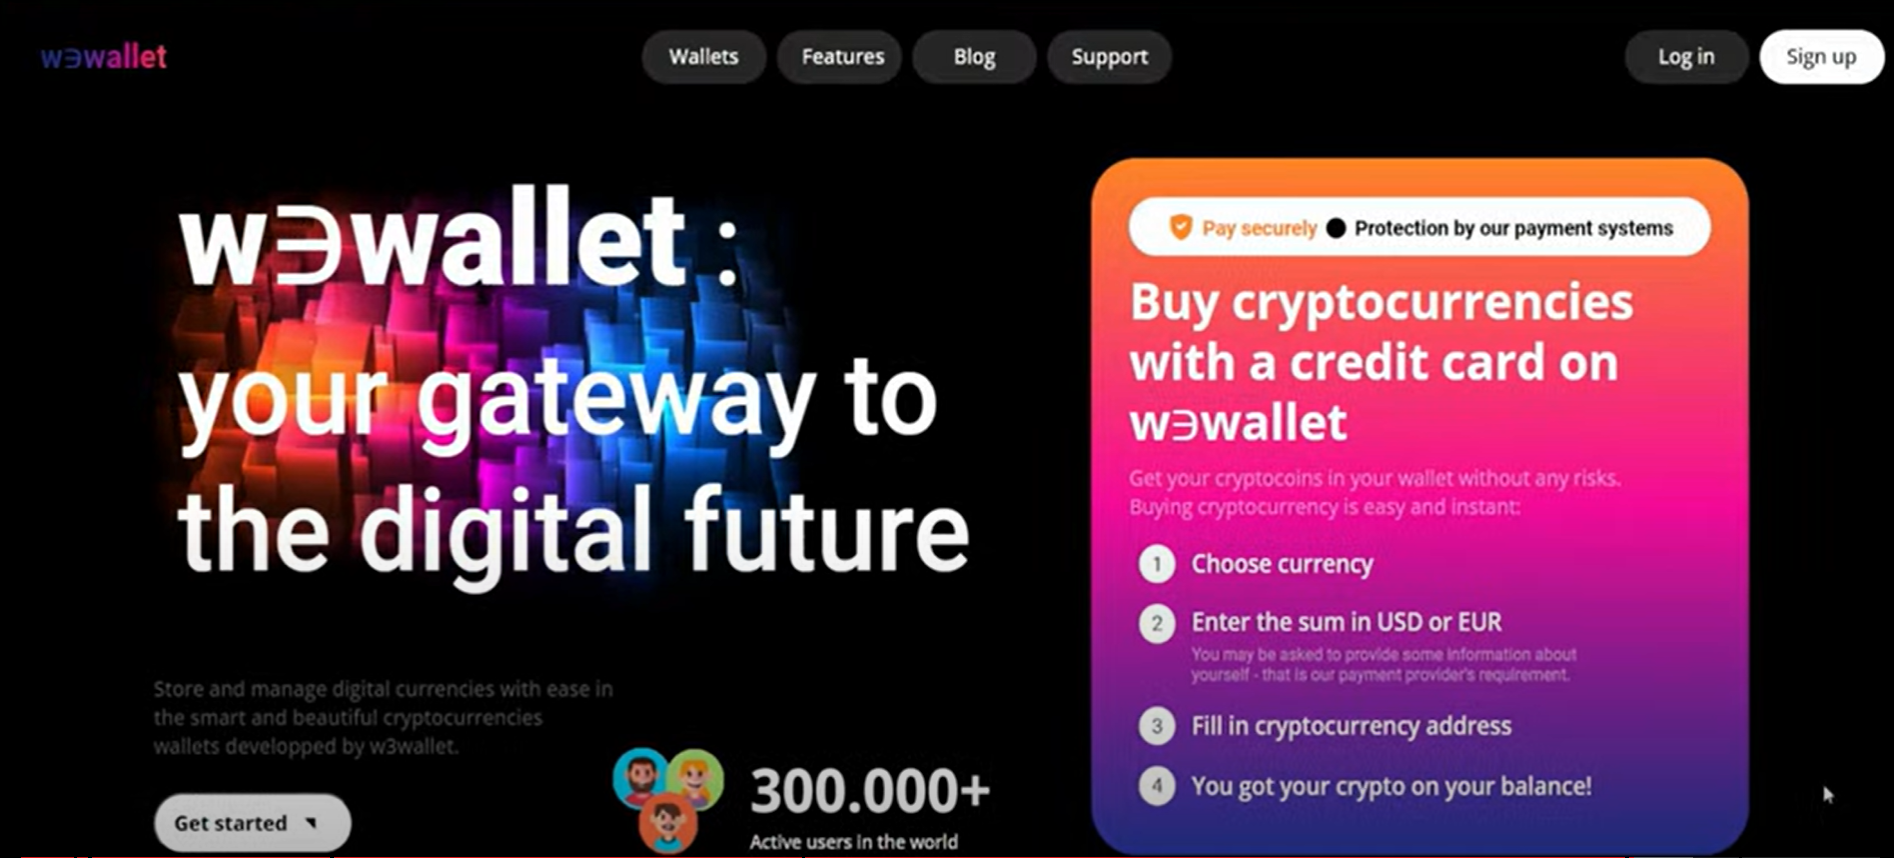 wᴲwallet
Wallets
Features
Blog
Support
Log in
Sign up
wᴲwallet :
your gateway to
the digital future
Store and manage digital currencies with ease in
the smart and beautiful cryptocurrencies
wallets developped by w3wallet.
Get started
300.000+
Active users in the world
Pay securely ● Protection by our payment systems
Buy cryptocurrencies
with a credit card on
wᴲwallet
Get your cryptocoins in your wallet without any risks.
Buying cryptocurrency is easy and instant:
1 Choose currency
2 Enter the sum in USD or EUR
You may be asked to provide some information about
yourself - that is our payment provider's requirement.
3 Fill in cryptocurrency address
4 You got your crypto on your balance!